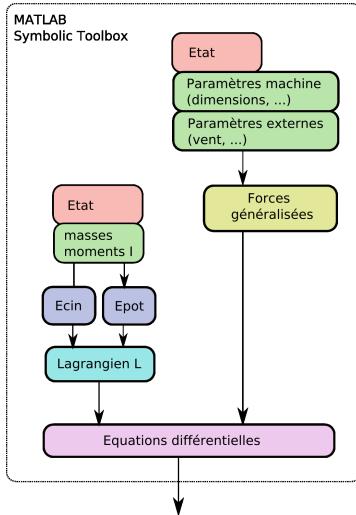 MATLAB
Symbolic Toolbox
Etat
Paramètres machine
(dimensions, ...)
Paramètres externes
(vent, ...)
Forces
généralisées
Etat
masses
moments I
Ecin
Epot
Lagrangien L
Equations différentielles